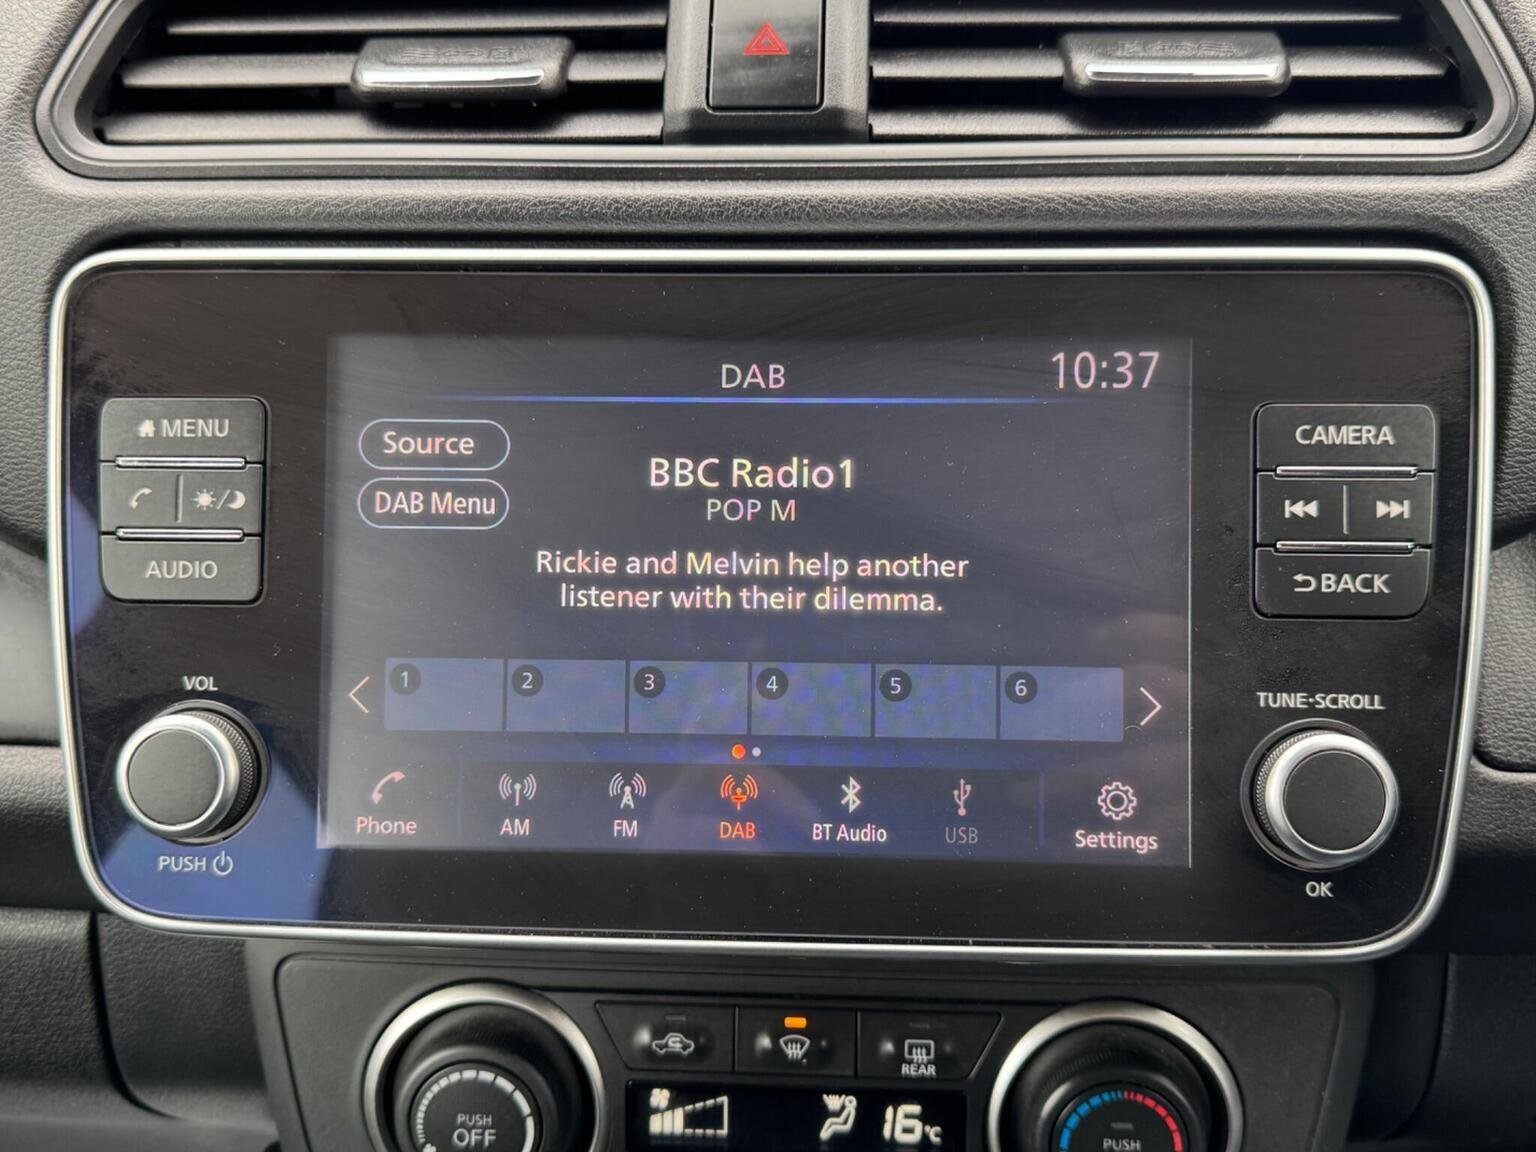 DAB
10:37
MENU
CAMERA
Source
BBC Radio1
DAB Menu
POP M
AUDIO
BACK
Rickie and Melvin help another
listener with their dilemma.
VOL
1
2
3
4
5
6
TUNE·SCROLL
PUSH
Phone
AM
FM
DAB
BT Audio
USB
Settings
OK
REAR
PUSH
OFF
16°C
PUSH